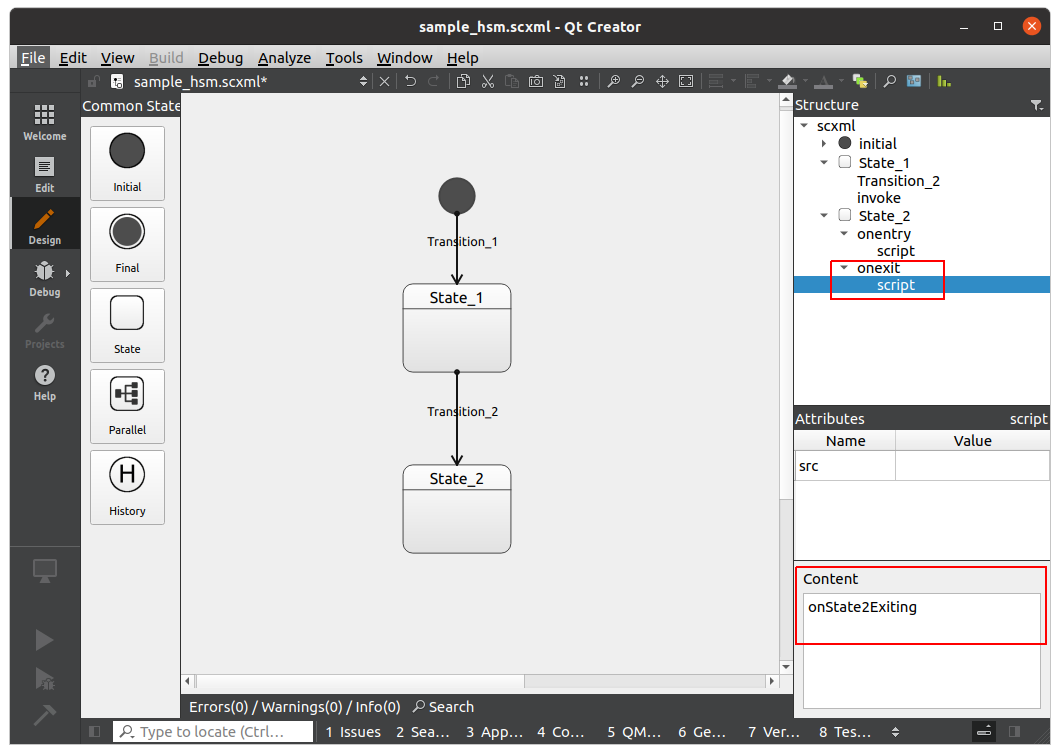 sample_hsm.scxml - Qt Creator
File Edit View Build Debug Analyze Tools Window Help
sample_hsm.scxml*
Welcome
Edit
Design
Debug
Projects
Help
Common State
Initial
Final
State
Parallel
H
History
Transition_1
State_1
Transition_2
State_2
Structure
scxml
initial
State_1
Transition_2
invoke
State_2
onentry
script
onexit
script
Attributes script
Name Value
src
Content
onState2Exiting
Errors(0) / Warnings(0) / Info(0) Search
Type to locate (Ctrl... 1 Issues 2 Sea... 3 App... 4 Co... 5 QM... 6 Ge... 7 Ver... 8 Tes...